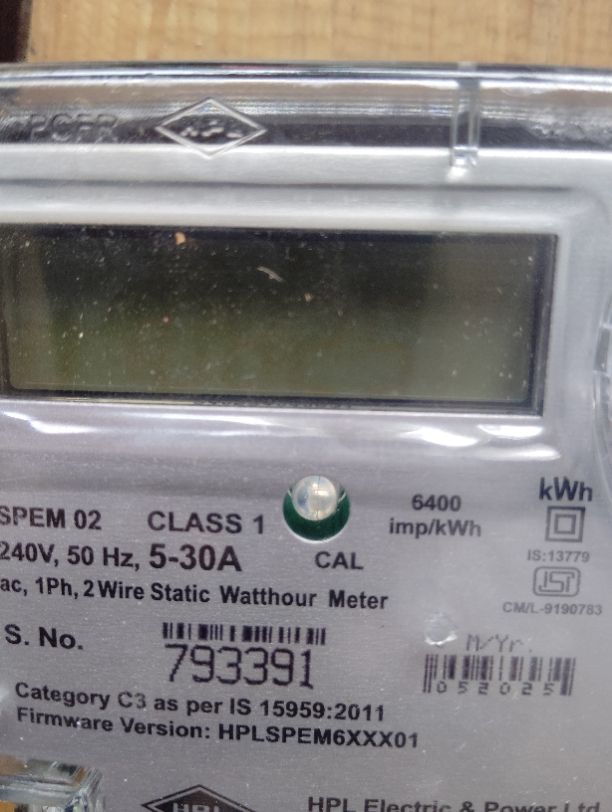 HPL
kWh
6400
imp/kWh
SPEM 02 CLASS 1
CAL
240V, 50 Hz, 5-30A
IS:13779
ac, 1Ph, 2 Wire Static Watthour Meter
CM/L-9190783
S. No.
793391
M/Yr.
052025
Category C3 as per IS 15959:2011
Firmware Version: HPLSPEM6XXX01
HPL
HPL Electric & Power Ltd